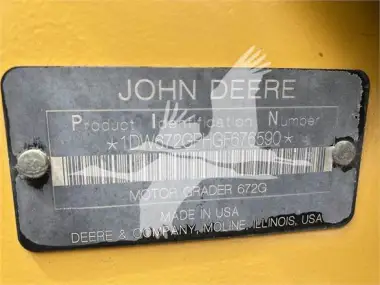 JOHN DEERE
Product Identification Number
*1DW672GPHGF676590*
MOTOR GRADER 672G
MADE IN USA
DEERE & COMPANY, MOLINE, ILLINOIS, USA